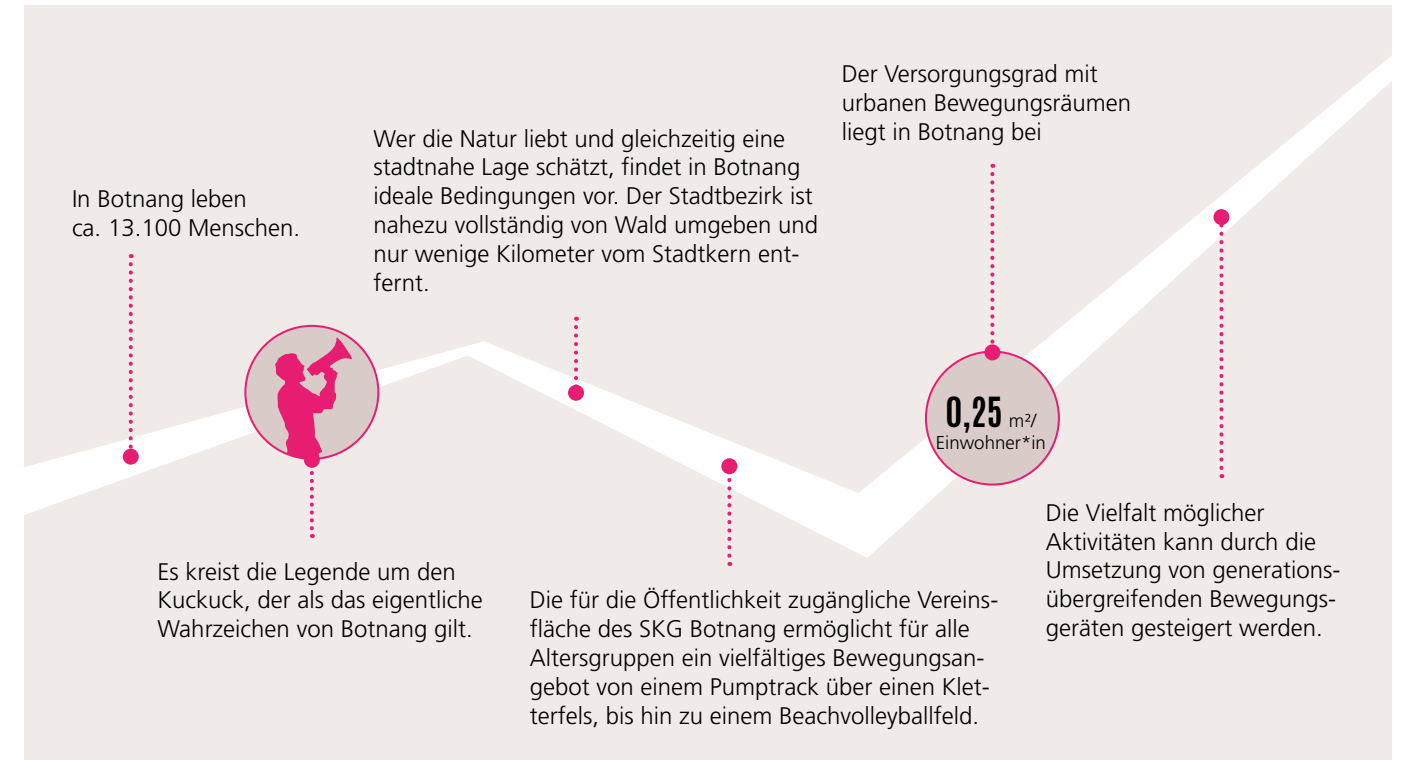 In Botnang leben
ca. 13.100 Menschen.
Es kreist die Legende um den
Kuckuck, der als das eigentliche
Wahrzeichen von Botnang gilt.
Wer die Natur liebt und gleichzeitig eine
stadtnahe Lage schätzt, findet in Botnang
ideale Bedingungen vor. Der Stadtbezirk ist
nahezu vollständig von Wald umgeben und
nur wenige Kilometer vom Stadtkern ent-
fernt.
Die für die Öffentlichkeit zugängliche Vereins-
fläche des SKG Botnang ermöglicht für alle
Altersgruppen ein vielfältiges Bewegungsan-
gebot von einem Pumptrack über einen Klet-
terfels, bis hin zu einem Beachvolleyballfeld.
Der Versorgungsgrad mit
urbanen Bewegungsräumen
liegt in Botnang bei
0,25 m²/
Einwohner*in
Die Vielfalt möglicher
Aktivitäten kann durch die
Umsetzung von generations-
übergreifenden Bewegungs-
geräten gesteigert werden.